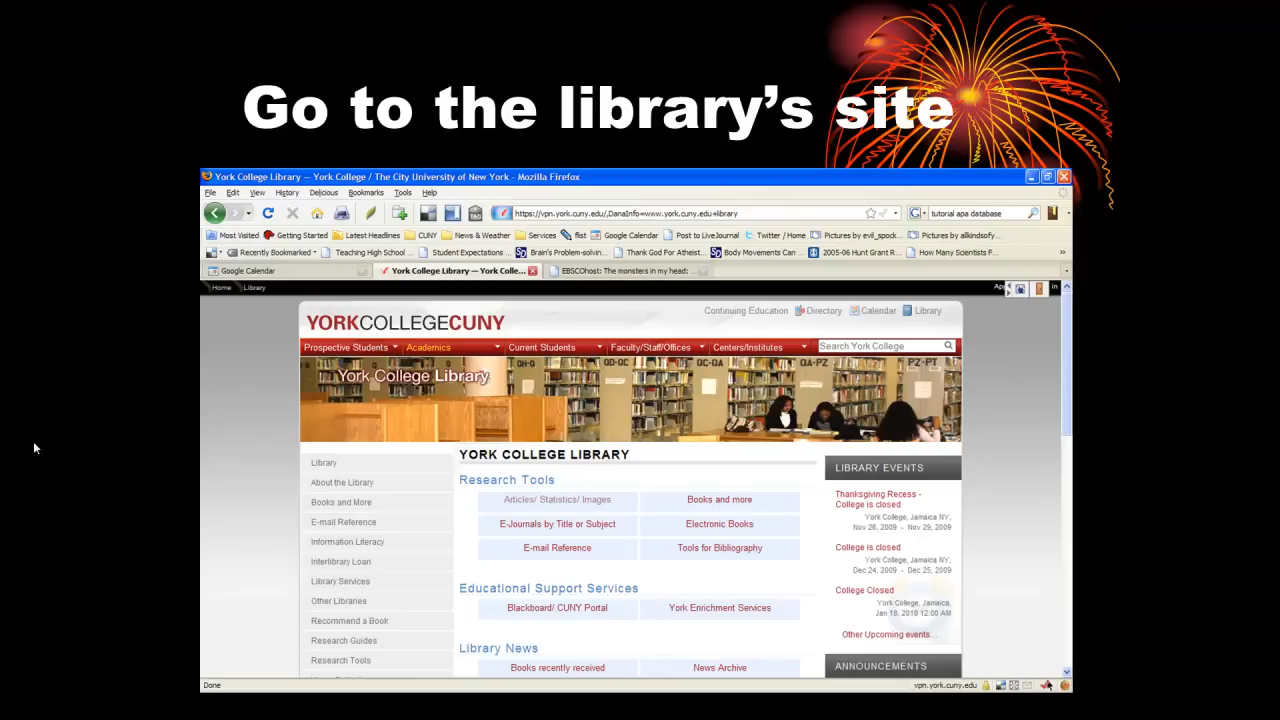 Go to the library's site
York College Library — York College / The City University of New York - Mozilla Firefox
File Edit View History Delicious Bookmarks Tools Help
https://vpn.york.cuny.edu/,DanaInfo=www.york.cuny.edu+library
tutorial apa database
Most Visited Getting Started Latest Headlines CUNY News & Weather Services flist Google Calendar Post to LiveJournal Twitter / Home Pictures by evil_spock... Pictures by allkindsofy...
Recently Bookmarked Teaching High School ... Student Expectations ... Brain's Problem-solvin... Thank God For Atheist... Body Movements Can ... 2005-06 Hunt Grant R... How Many Scientists F...
Google Calendar York College Library — York Colle... EBSCOhost: The monsters in my head: ...
Home Library in
Continuing Education Directory Calendar Library
YORKCOLLEGECUNY
Prospective Students Academics Current Students Faculty/Staff/Offices Centers/Institutes Search York College
OD-OC QC-QA QA-PZ PZ-PT
York College Library
YORK COLLEGE LIBRARY
Research Tools
Articles/ Statistics/ Images Books and more
E-Journals by Title or Subject Electronic Books
E-mail Reference Tools for Bibliography
Educational Support Services
Blackboard/ CUNY Portal York Enrichment Services
Library News
Books recently received News Archive
Library
About the Library
Books and More
E-mail Reference
Information Literacy
Interlibrary Loan
Library Services
Other Libraries
Recommend a Book
Research Guides
Research Tools
LIBRARY EVENTS
Thanksgiving Recess -
College is closed
York College, Jamaica NY,
Nov 26, 2009 - Nov 29, 2009
College is closed
York College, Jamaica NY,
Dec 24, 2009 - Dec 25, 2009
College Closed
York College, Jamaica,
Jan 18, 2010 12:00 AM
Other Upcoming events...
ANNOUNCEMENTS
Done vpn.york.cuny.edu